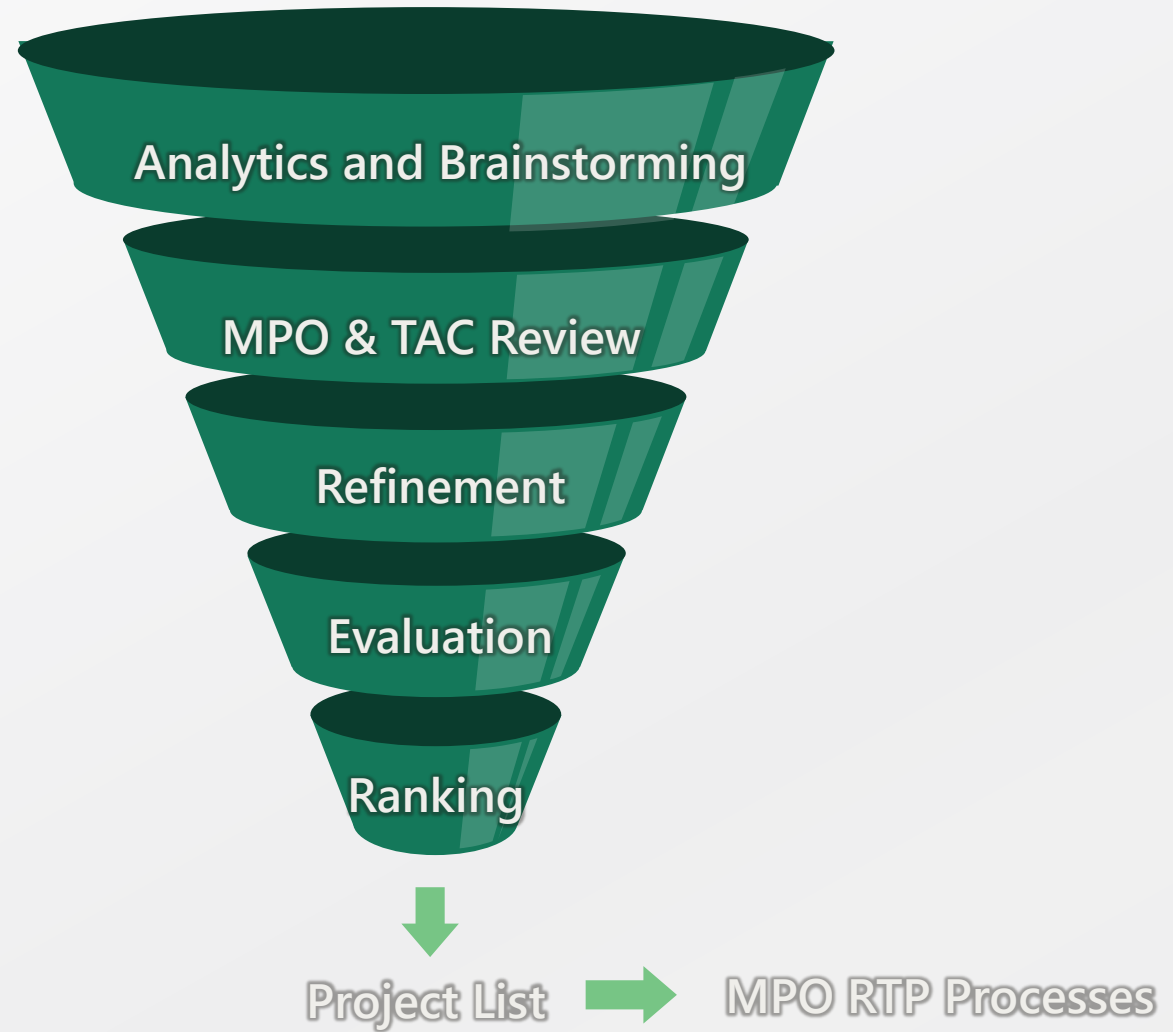 Analytics and Brainstorming
MPO & TAC Review
Refinement
Evaluation
Ranking
Project List
MPO RTP Processes